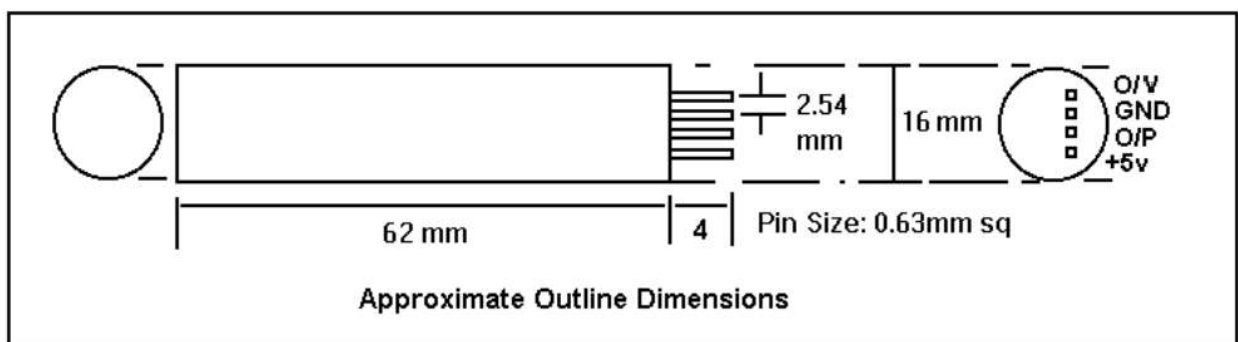 O/V
GND
O/P
+5v
2.54
mm
16 mm
62 mm
4
Pin Size: 0.63mm sq
Approximate Outline Dimensions